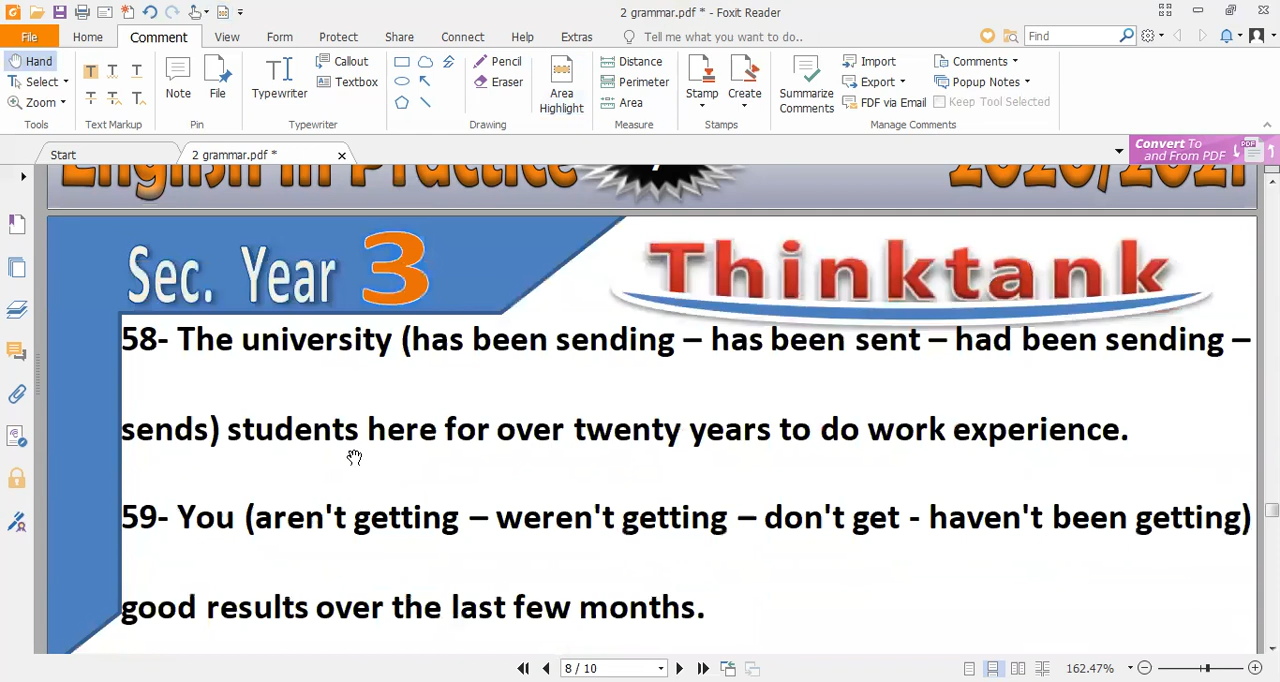 2 grammar.pdf * - Foxit Reader
File Home Comment View Form Protect Share Connect Help Extras Tell me what you want to do.. Find
Hand
Select
Zoom
Tools
Text Markup
Note
File
Pin
Typewriter
Callout
Textbox
Typewriter
Pencil
Eraser
Drawing
Area
Highlight
Distance
Perimeter
Area
Measure
Stamp
Create
Stamps
Summarize
Comments
Import
Export
FDF via Email
Comments
Popup Notes
Keep Tool Selected
Manage Comments
Start
2 grammar.pdf *
Convert To
and From PDF
English in Practice 2020/2021
Sec. Year 3 Thinktank
58- The university (has been sending – has been sent – had been sending –
sends) students here for over twenty years to do work experience.
59- You (aren't getting – weren't getting – don't get - haven't been getting)
good results over the last few months.
8 / 10
162.47%